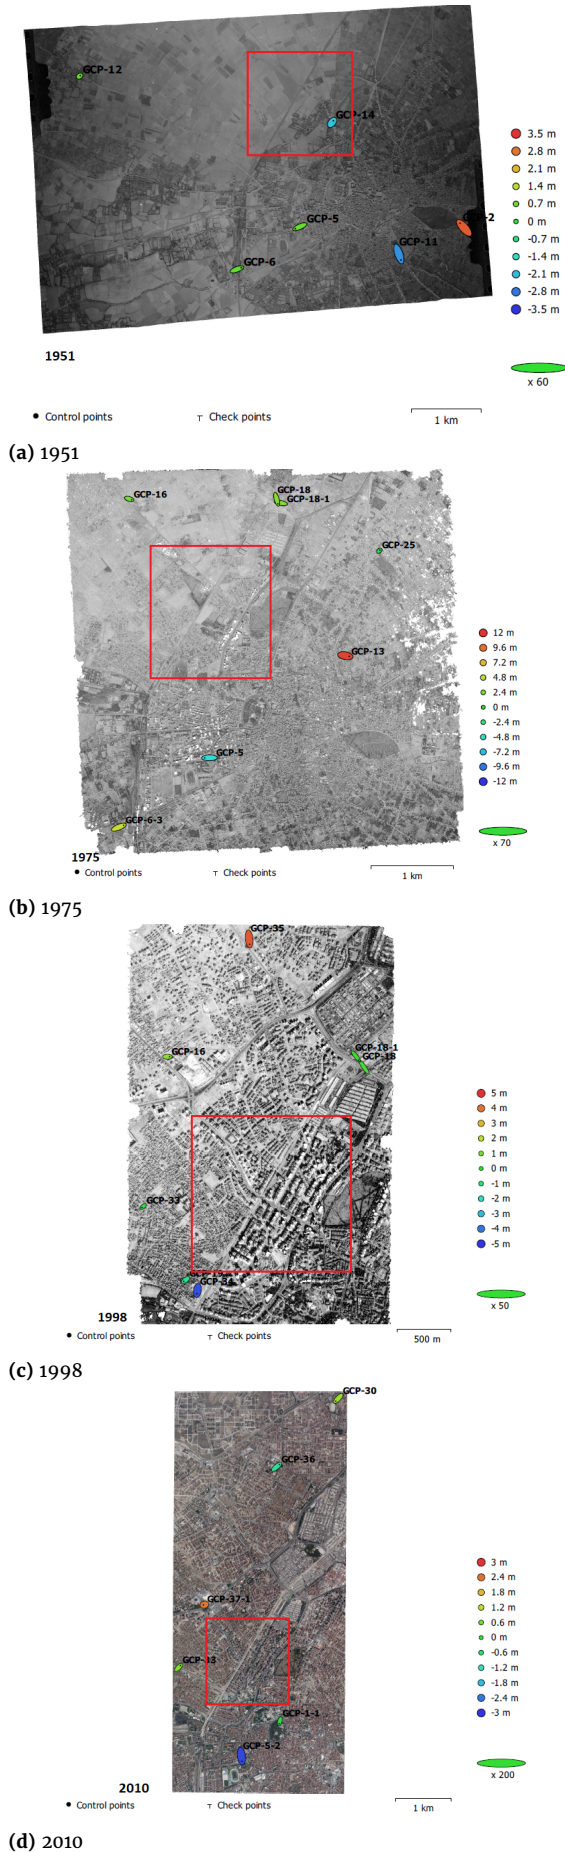 GCP-12
GCP-14
GCP-5
GCP-2
GCP-11
GCP-6
3.5 m
2.8 m
2.1 m
1.4 m
0.7 m
0 m
-0.7 m
-1.4 m
-2.1 m
-2.8 m
-3.5 m
x 60
1951
Control points
Check points
1 km
(a) 1951
GCP-16
GCP-18
GCP-18-1
GCP-25
GCP-13
GCP-5
GCP-6-3
12 m
9.6 m
7.2 m
4.8 m
2.4 m
0 m
-2.4 m
-4.8 m
-7.2 m
-9.6 m
-12 m
x 70
1975
Control points
Check points
1 km
(b) 1975
GCP-35
GCP-16
GCP-18-1
GCP-18
GCP-33
GCP-34
5 m
4 m
3 m
2 m
1 m
0 m
-1 m
-2 m
-3 m
-4 m
-5 m
x 50
1998
Control points
Check points
500 m
(c) 1998
GCP-30
GCP-36
GCP-37-1
GCP-33
GCP-1-1
GCP-5-2
3 m
2.4 m
1.8 m
1.2 m
0.6 m
0 m
-0.6 m
-1.2 m
-1.8 m
-2.4 m
-3 m
x 200
2010
Control points
Check points
1 km
(d) 2010